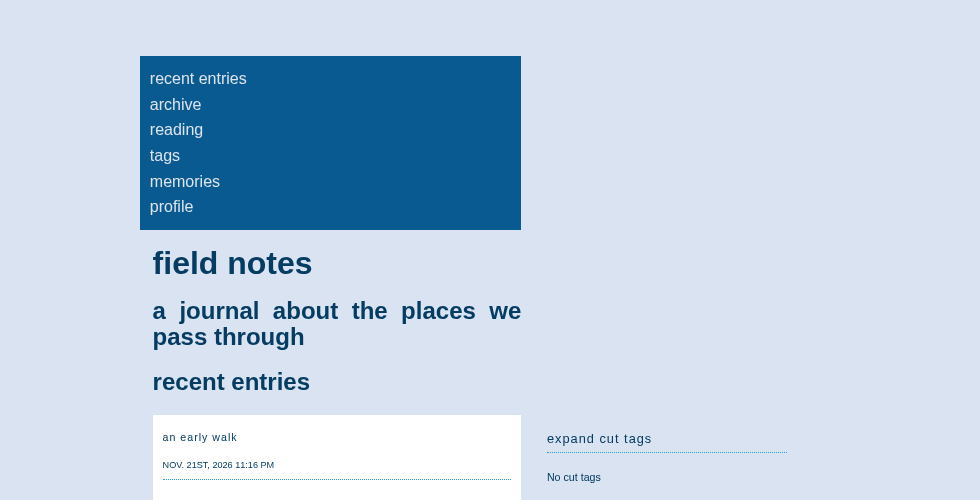 recent entries
archive
reading
tags
memories
profile
field notes
a journal about the places we
pass through
recent entries
an early walk
NOV. 21ST, 2026 11:16 PM
expand cut tags
No cut tags